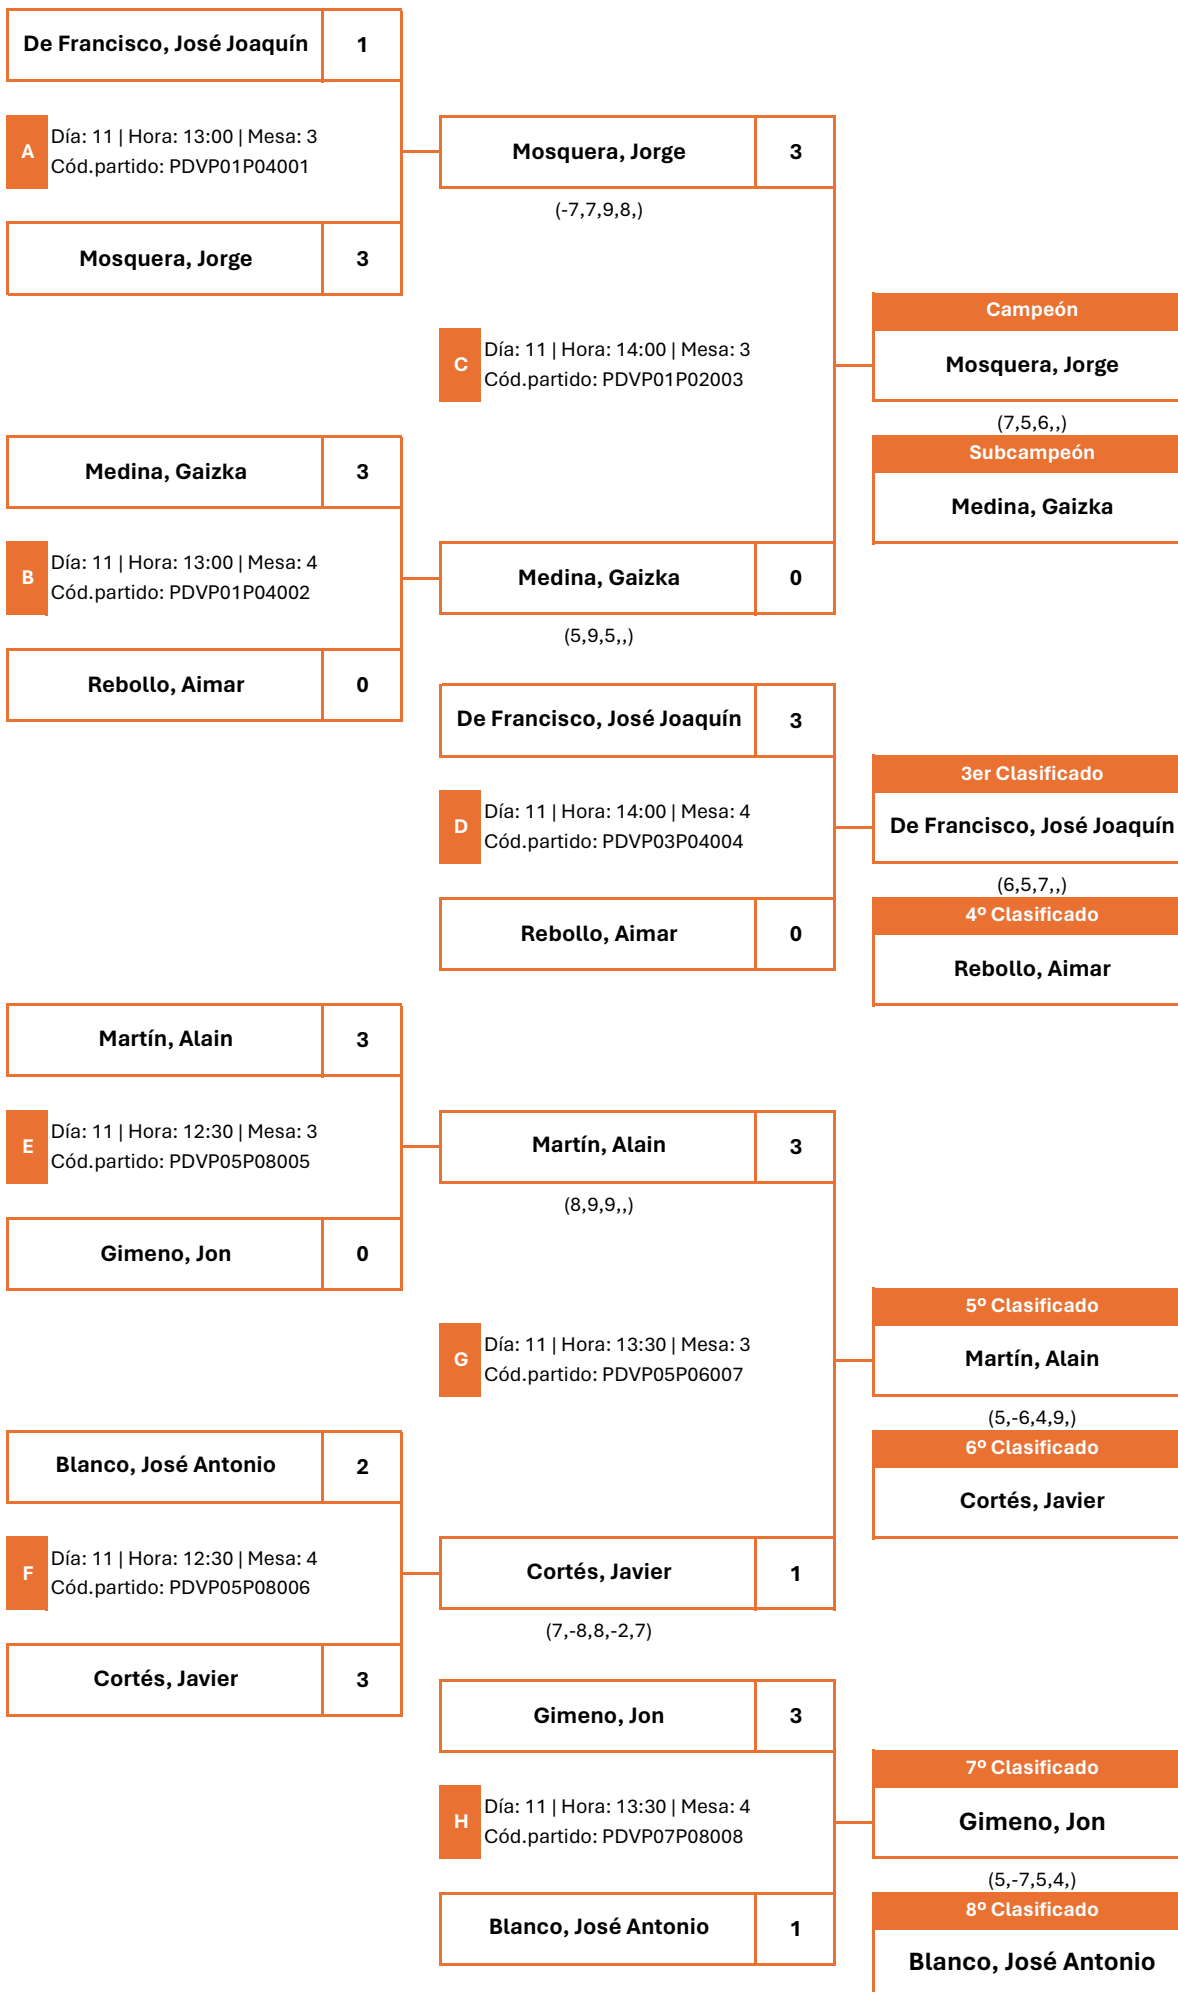 De Francisco, José Joaquín 1
A
Día: 11 | Hora: 13:00 | Mesa: 3
Cód.partido: PDVP01P04001
Mosquera, Jorge 3
Mosquera, Jorge 3
(-7,7,9,8,)
C
Día: 11 | Hora: 14:00 | Mesa: 3
Cód.partido: PDVP01P02003
Campeón
Mosquera, Jorge
(7,5,6,,)
Subcampeón
Medina, Gaizka
Medina, Gaizka 3
B
Día: 11 | Hora: 13:00 | Mesa: 4
Cód.partido: PDVP01P04002
Rebollo, Aimar 0
Medina, Gaizka 0
(5,9,5,,)
De Francisco, José Joaquín 3
D
Día: 11 | Hora: 14:00 | Mesa: 4
Cód.partido: PDVP03P04004
Rebollo, Aimar 0
3er Clasificado
De Francisco, José Joaquín
(6,5,7,,)
4º Clasificado
Rebollo, Aimar
Martín, Alain 3
E
Día: 11 | Hora: 12:30 | Mesa: 3
Cód.partido: PDVP05P08005
Gimeno, Jon 0
Martín, Alain 3
(8,9,9,,)
G
Día: 11 | Hora: 13:30 | Mesa: 3
Cód.partido: PDVP05P06007
5º Clasificado
Martín, Alain
(5,-6,4,9,)
6º Clasificado
Cortés, Javier
Blanco, José Antonio 2
F
Día: 11 | Hora: 12:30 | Mesa: 4
Cód.partido: PDVP05P08006
Cortés, Javier 3
Cortés, Javier 1
(7,-8,8,-2,7)
Gimeno, Jon 3
H
Día: 11 | Hora: 13:30 | Mesa: 4
Cód.partido: PDVP07P08008
Blanco, José Antonio 1
7º Clasificado
Gimeno, Jon
(5,-7,5,4,)
8º Clasificado
Blanco, José Antonio